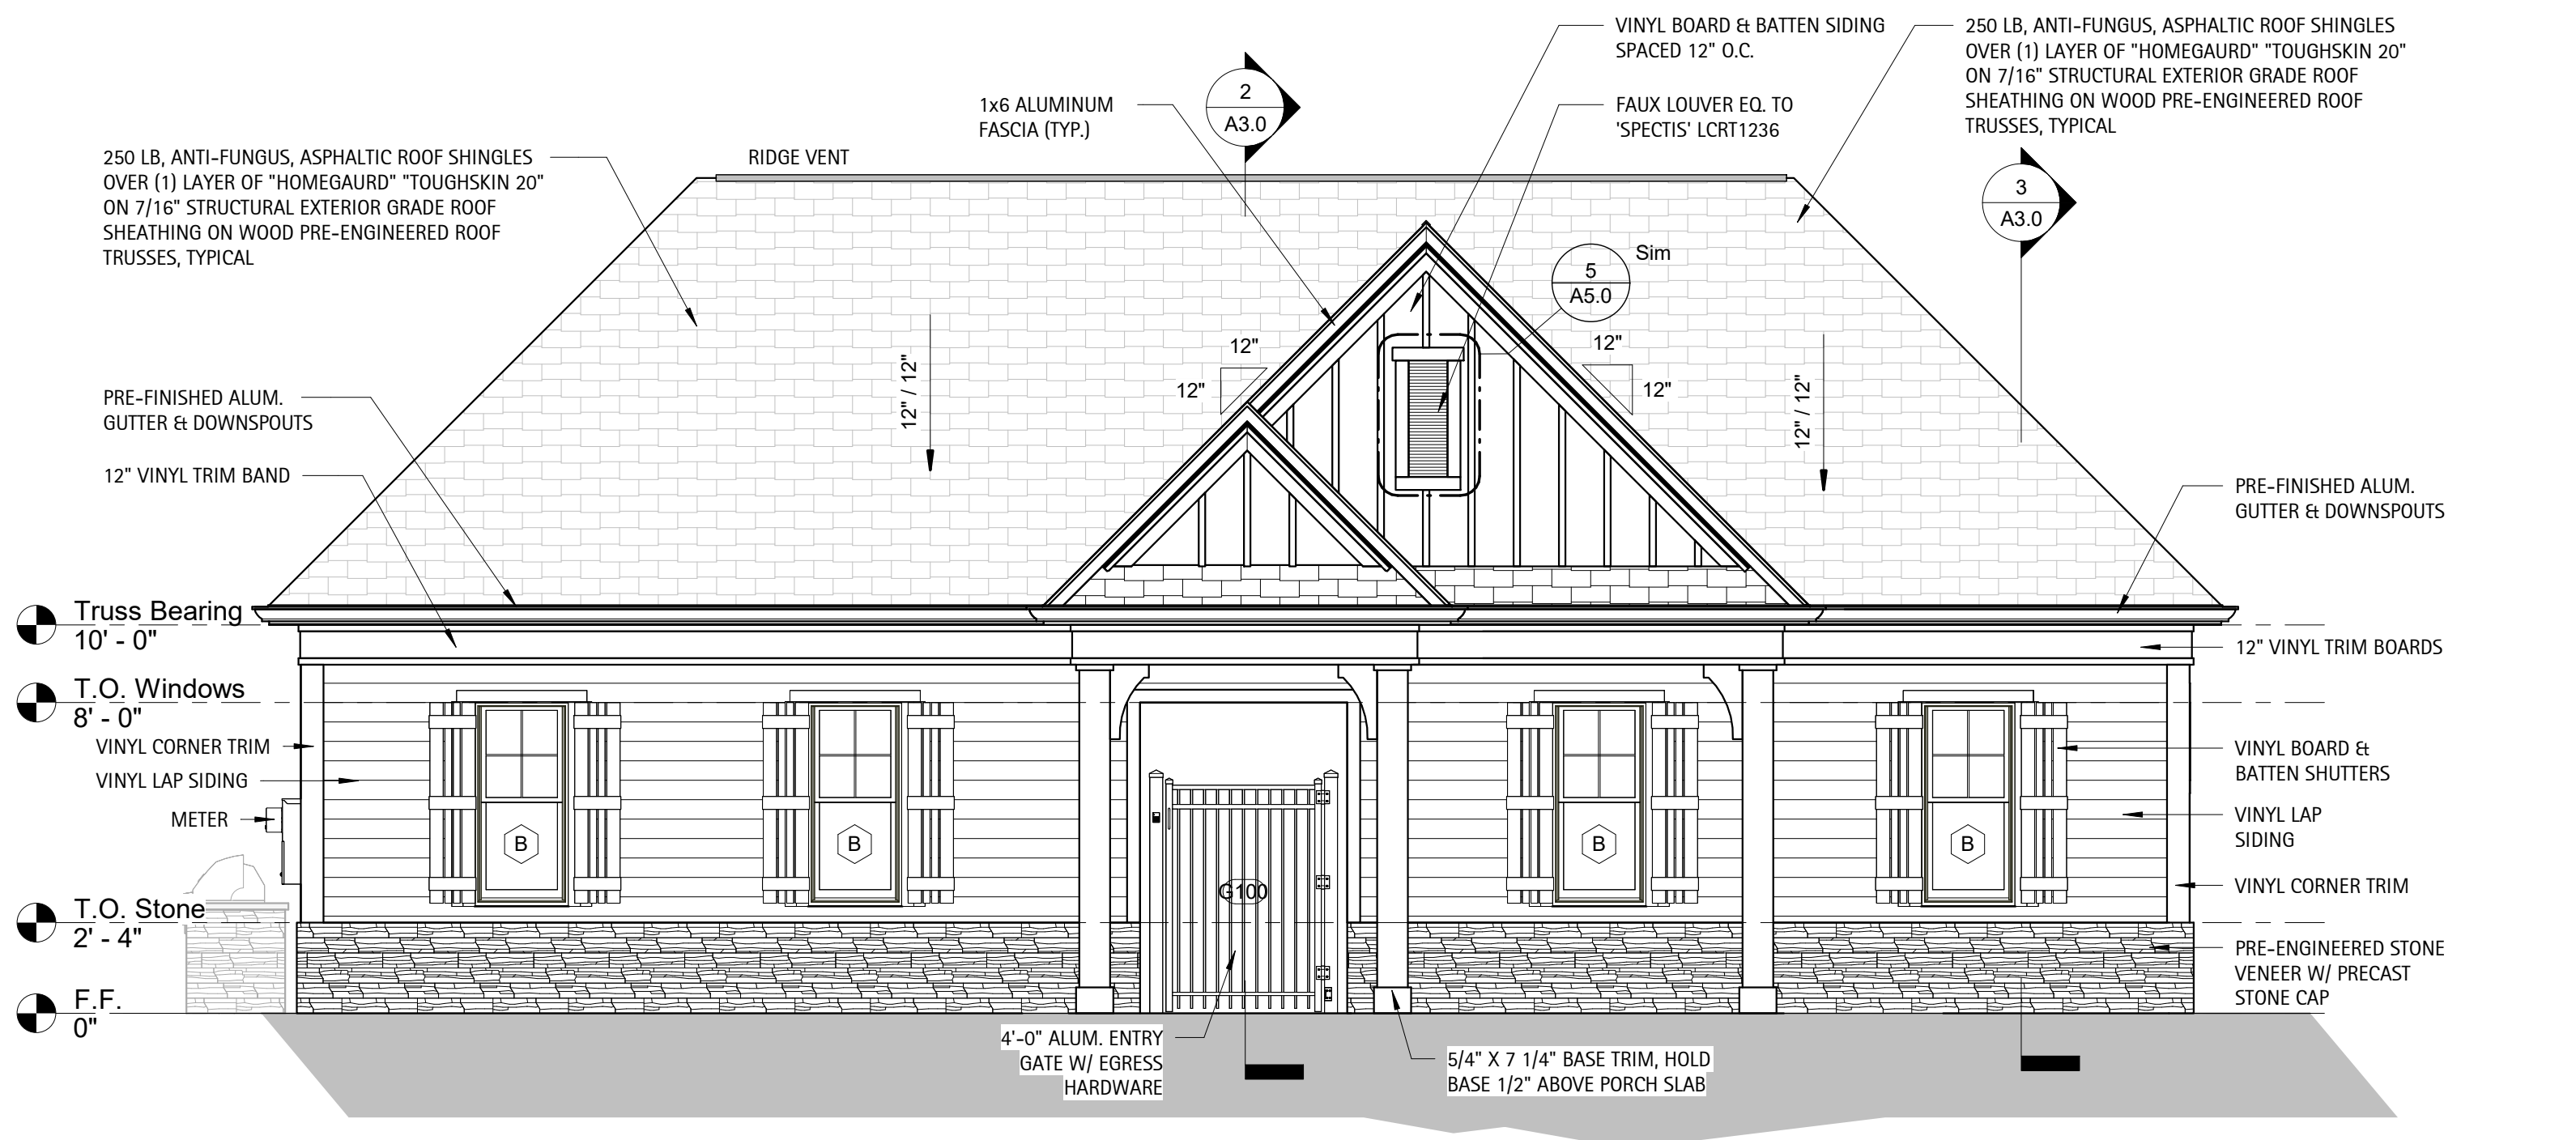 VINYL BOARD & BATTEN SIDING
SPACED 12" O.C.
250 LB, ANTI-FUNGUS, ASPHALTIC ROOF SHINGLES
OVER (1) LAYER OF "HOMEGAURD" "TOUGHSKIN 20"
ON 7/16" STRUCTURAL EXTERIOR GRADE ROOF
SHEATHING ON WOOD PRE-ENGINEERED ROOF
TRUSSES, TYPICAL
2
A3.0
1x6 ALUMINUM
FASCIA (TYP.)
FAUX LOUVER EQ. TO
'SPECTIS' LCRT1236
250 LB, ANTI-FUNGUS, ASPHALTIC ROOF SHINGLES
OVER (1) LAYER OF "HOMEGAURD" "TOUGHSKIN 20"
ON 7/16" STRUCTURAL EXTERIOR GRADE ROOF
SHEATHING ON WOOD PRE-ENGINEERED ROOF
TRUSSES, TYPICAL
RIDGE VENT
3
A3.0
Sim
5
A5.0
12"
12"
12"
12"
12" / 12"
12" / 12"
PRE-FINISHED ALUM.
GUTTER & DOWNSPOUTS
12" VINYL TRIM BAND
PRE-FINISHED ALUM.
GUTTER & DOWNSPOUTS
Truss Bearing
10' - 0"
12" VINYL TRIM BOARDS
T.O. Windows
8' - 0"
VINYL CORNER TRIM
VINYL LAP SIDING
METER
VINYL BOARD &
BATTEN SHUTTERS
VINYL LAP
SIDING
B
B
B
B
G100
VINYL CORNER TRIM
T.O. Stone
2' - 4"
PRE-ENGINEERED STONE
VENEER W/ PRECAST
STONE CAP
F.F.
0"
4'-0" ALUM. ENTRY
GATE W/ EGRESS
HARDWARE
5/4" X 7 1/4" BASE TRIM, HOLD
BASE 1/2" ABOVE PORCH SLAB